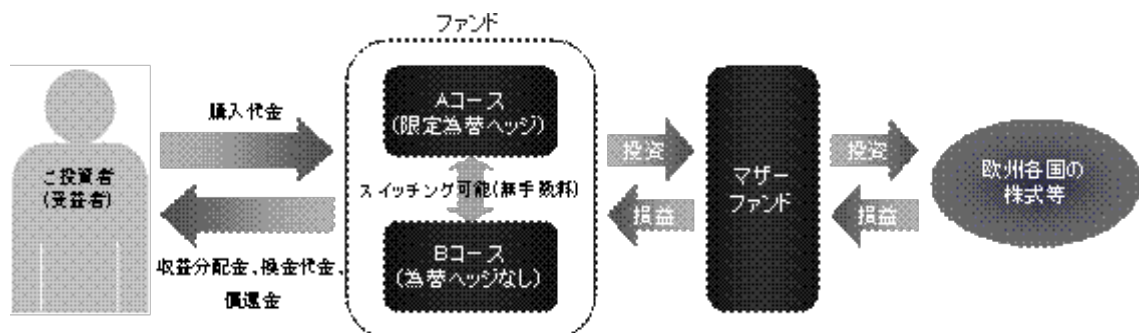 ファンド
ご投資者
(受益者)
購入代金
収益分配金、換金代金、
償還金
Aコース
(限定為替ヘッジ)
スイッチング可能(無手数料)
Bコース
(為替ヘッジなし)
投資
損益
マザー
ファンド
投資
損益
欧州各国の
株式等